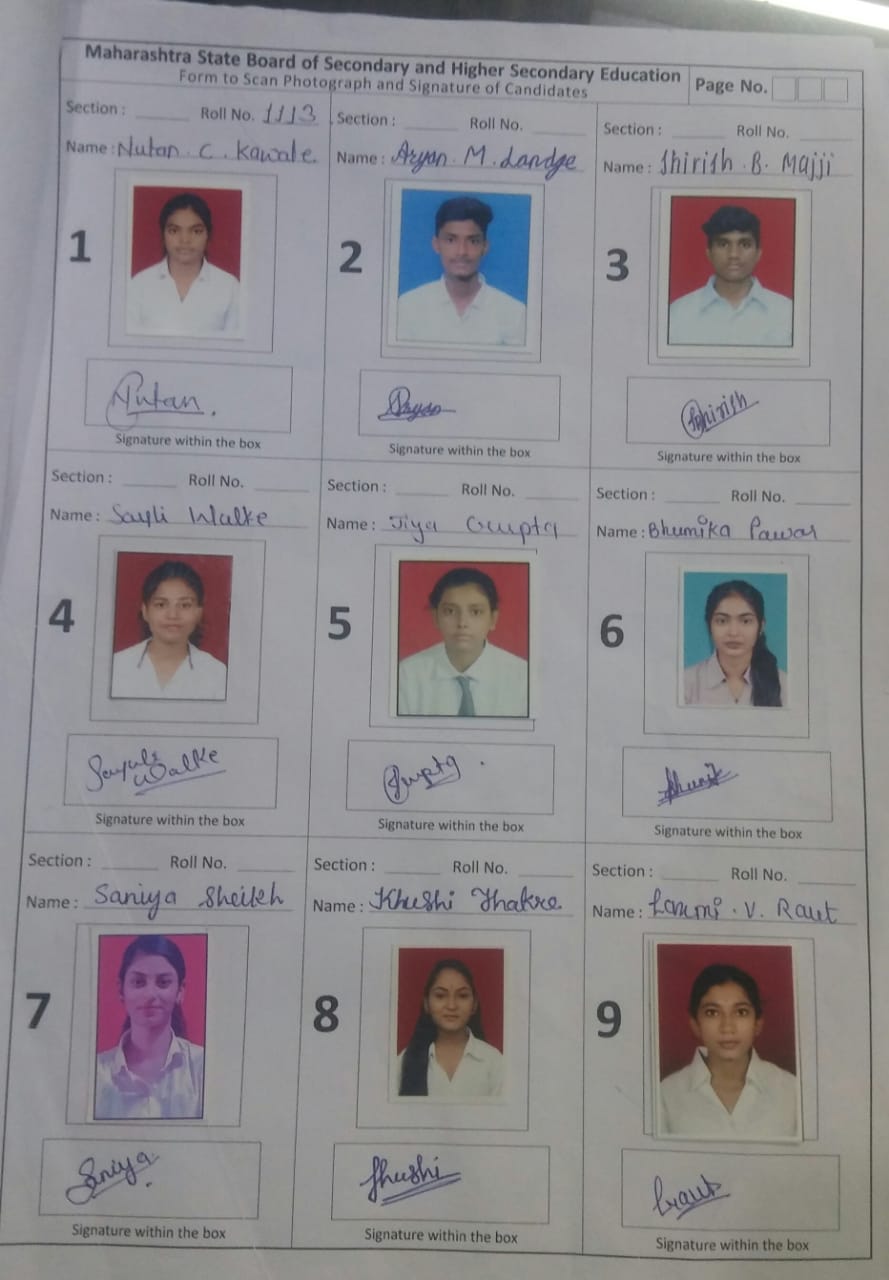 Maharashtra State Board of Secondary and Higher Secondary Education
Form to Scan Photograph and Signature of Candidates
Page No.
Section : Roll No. 1113
Name : Nutan . C . Kawale
1
Nutan.
Signature within the box
Section : Roll No.
Name : Aryan . M . Landge
2
Aryan
Signature within the box
Section : Roll No.
Name : Shirish . B . Majji
3
Shirish
Signature within the box
Section : Roll No.
Name : Sayli Walke
4
Sayuli
Walke
Signature within the box
Section : Roll No.
Name : Jiya Gupta
5
Gupta .
Signature within the box
Section : Roll No.
Name : Bhumika Pawar
6
Signature within the box
Section : Roll No.
Name : Saniya Sheikh
7
Saniya
Signature within the box
Section : Roll No.
Name : Khushi Thakre
8
Khushi
Signature within the box
Section : Roll No.
Name : Laxmi . V . Raut
9
Lraut
Signature within the box